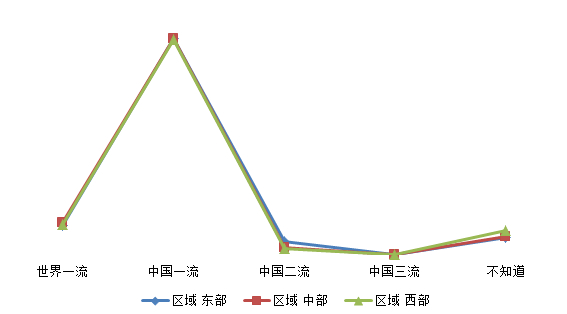 世界一流 中国一流 中国二流 中国三流 不知道
区域 东部 区域 中部 区域 西部